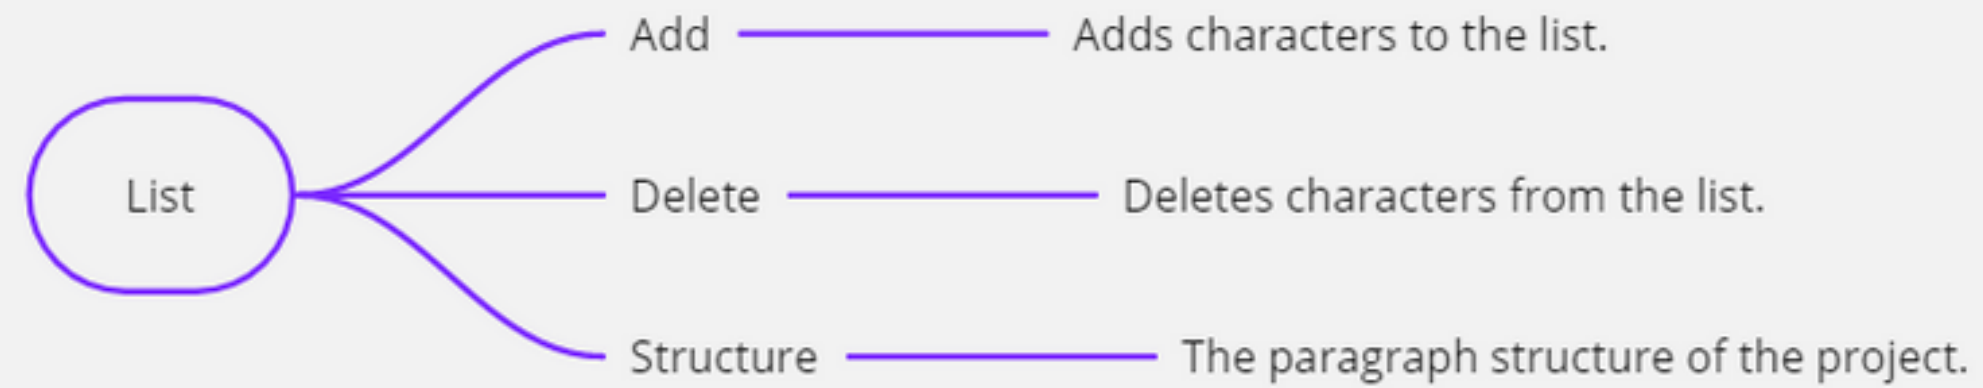 Add
Adds characters to the list.
List
Delete
Deletes characters from the list.
Structure
The paragraph structure of the project.